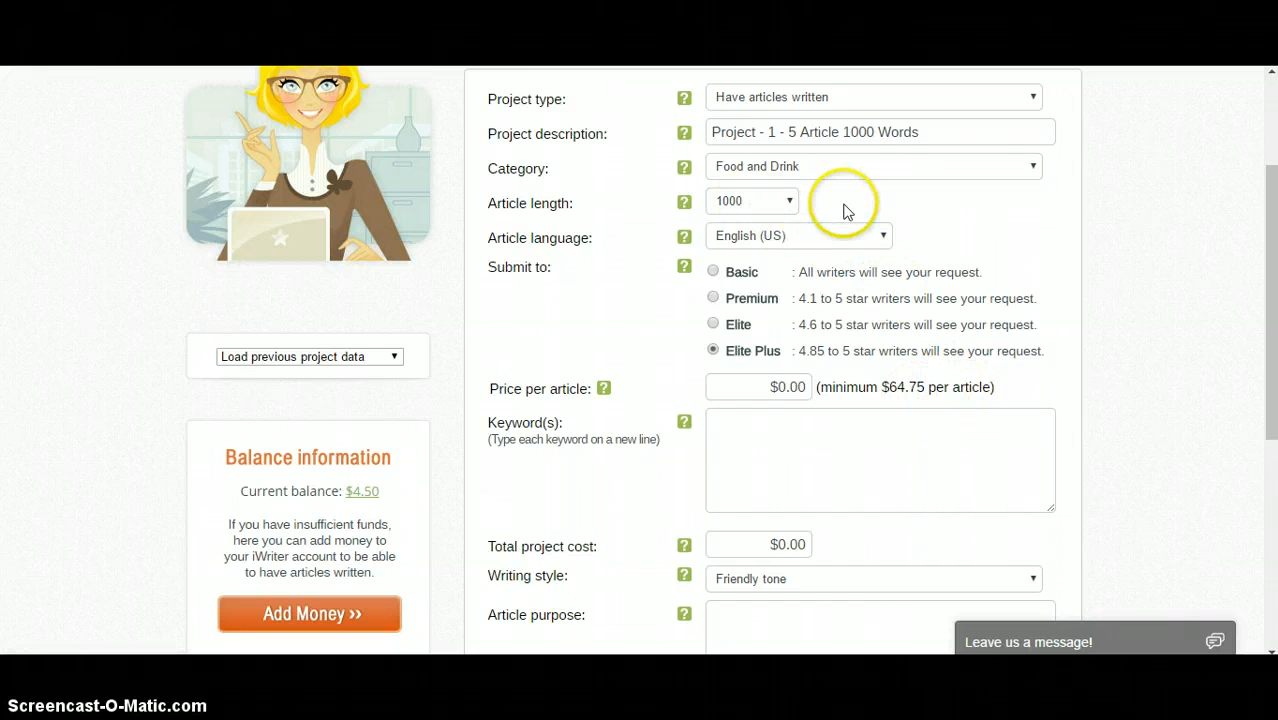 Project type:
? Have articles written
Project description:
? Project - 1 - 5 Article 1000 Words
Category:
? Food and Drink
Article length:
? 1000
Article language:
? English (US)
Submit to:
? Basic : All writers will see your request.
Premium : 4.1 to 5 star writers will see your request.
Elite : 4.6 to 5 star writers will see your request.
Elite Plus : 4.85 to 5 star writers will see your request.
Price per article: ? $0.00 (minimum $64.75 per article)
Keyword(s): ?
(Type each keyword on a new line)
Total project cost: ? $0.00
Writing style: ? Friendly tone
Article purpose: ?
Load previous project data
Balance information
Current balance: $4.50
If you have insufficient funds,
here you can add money to
your iWriter account to be able
to have articles written.
Add Money >>
Leave us a message!
Screencast-O-Matic.com